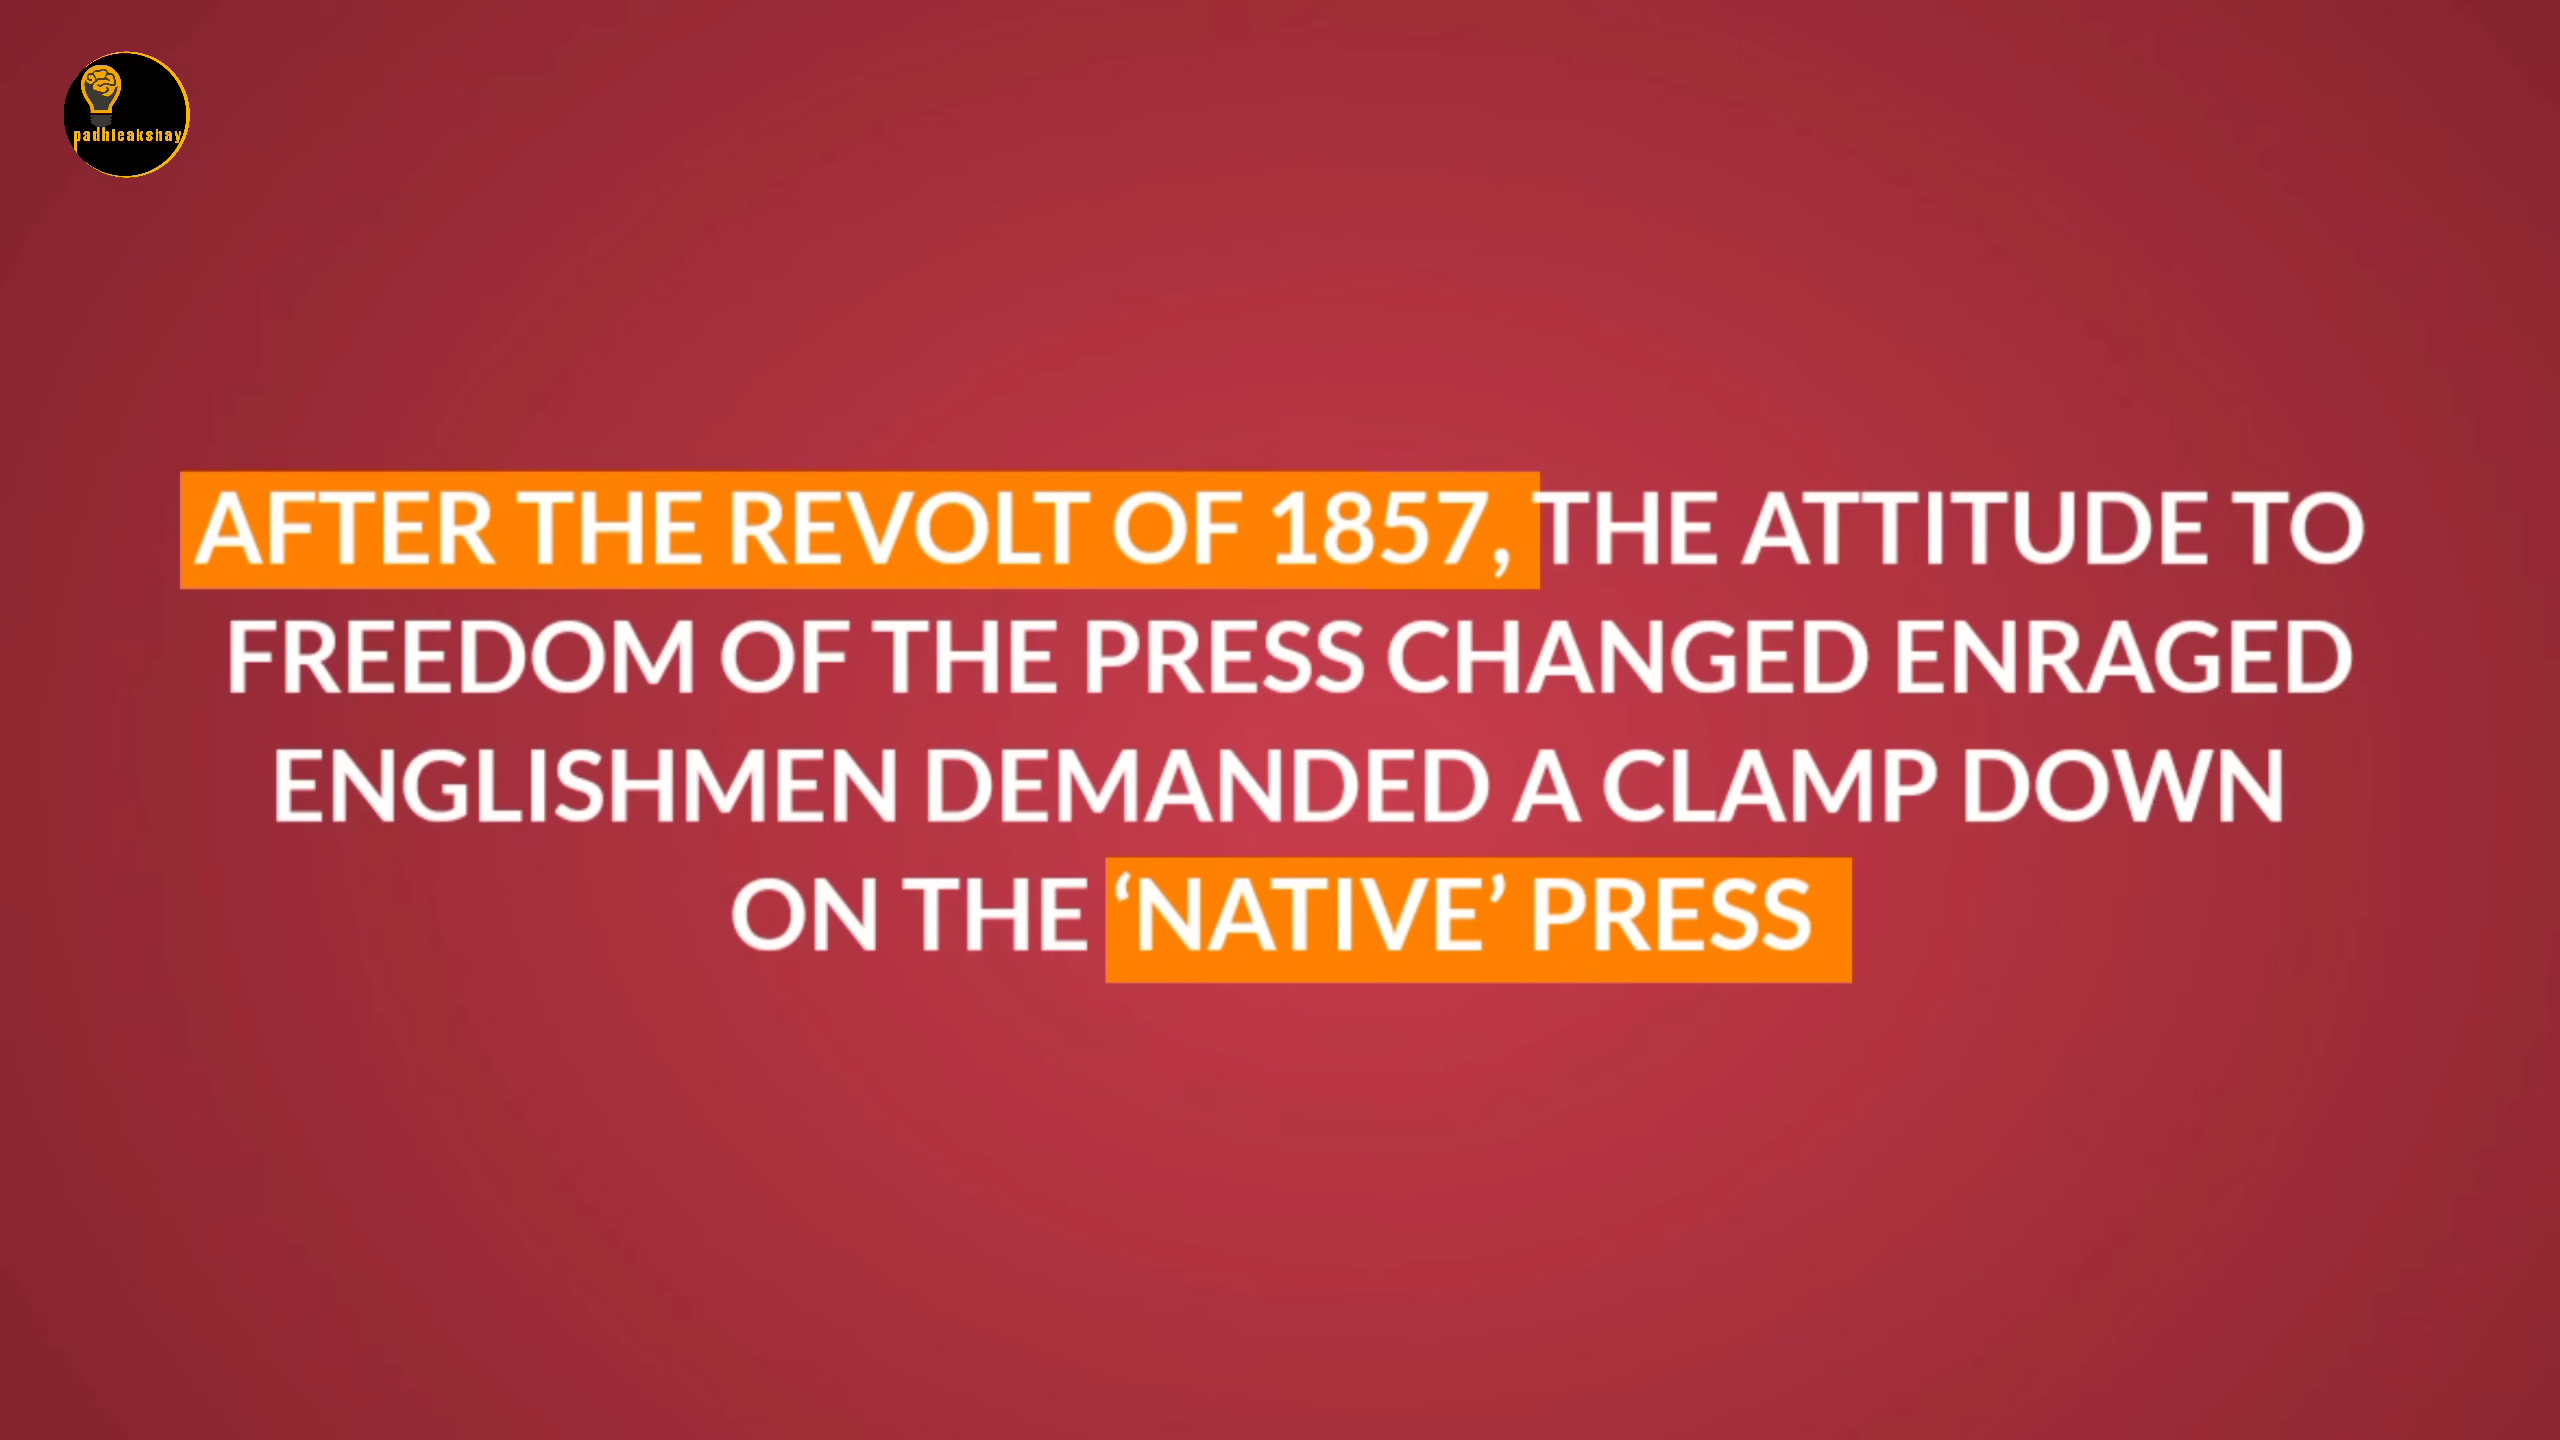 padhleakshay
AFTER THE REVOLT OF 1857, THE ATTITUDE TO
FREEDOM OF THE PRESS CHANGED ENRAGED
ENGLISHMEN DEMANDED A CLAMP DOWN
ON THE ‘NATIVE’ PRESS